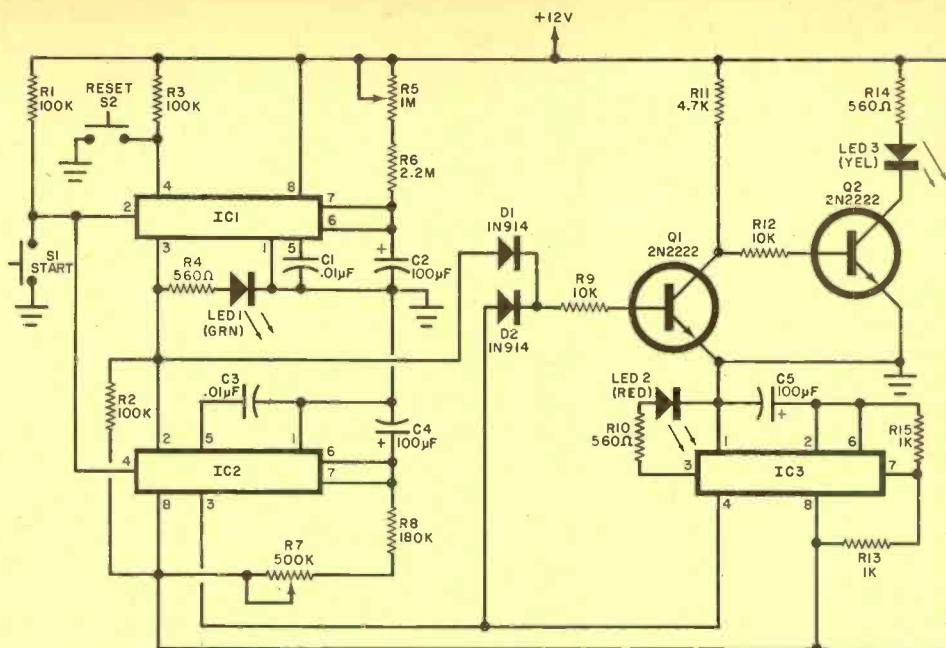 +12V
R1
100K
RESET
S2
R3
100K
R5
1M
R6
2.2M
R11
4.7K
R14
560Ω
LED 3
(YEL)
4
8
7
6
2
IC1
3
1
5
S1
START
R4
560Ω
LED1
(GRN)
C1
.01µF
C2
100µF
+
D1
1N914
D2
1N914
R9
10K
Q1
2N2222
R12
10K
Q2
2N2222
R2
100K
C3
.01µF
C4
100µF
+
2
5
1
6
7
4
IC2
8
3
R8
180K
R7
500K
LED2
(RED)
R10
560Ω
C5
100µF
+
1
2
6
R15
1K
3
IC3
7
4
8
R13
1K